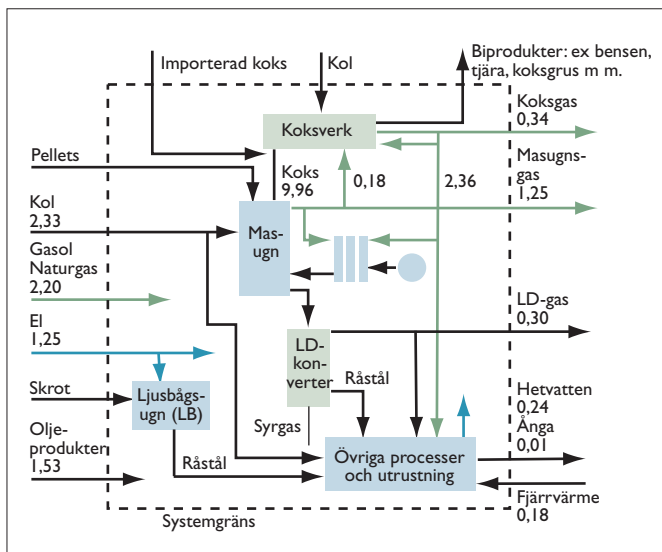 Importerad koks
Kol
Biprodukter: ex bensen,
tjära, koksgrus m m.
Koksgas
0,34
Koksverk
Pellets
Koks
9,96
0,18
2,36
Masugns-
gas
1,25
Kol
2,33
Mas-
ugn
Gasol
Naturgas
2,20
El
1,25
LD-gas
0,30
LD-
kon-
verter
Råstål
Skrot
Ljusbågs-
ugn (LB)
Hetvatten
0,24
Ånga
0,01
Syrgas
Olje-
produkter
1,53
Råstål
Övriga processer
och utrustning
Fjärrvärme
0,18
Systemgräns